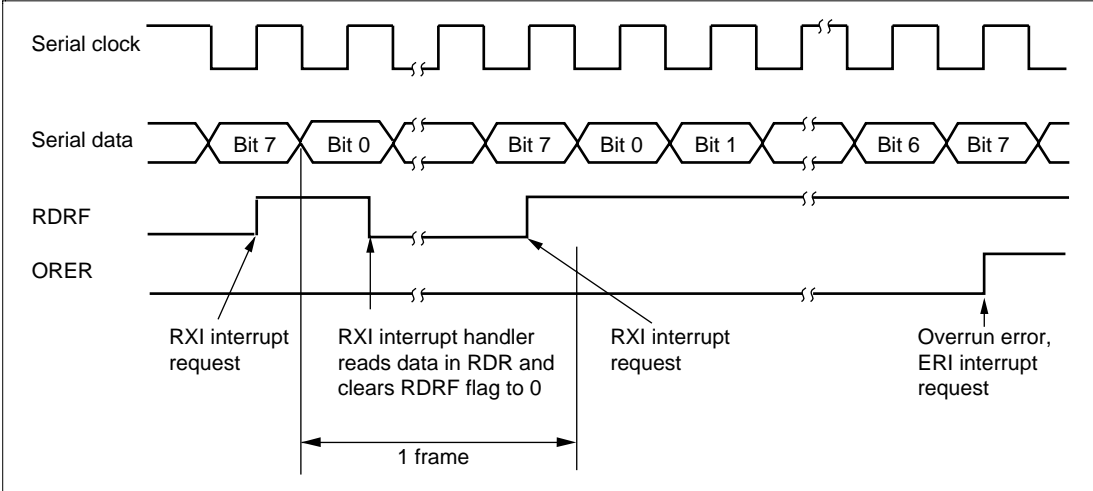 Serial clock
Serial data
Bit 7
Bit 0
Bit 7
Bit 0
Bit 1
Bit 6
Bit 7
RDRF
ORER
RXI interrupt
request
RXI interrupt handler
reads data in RDR and
clears RDRF flag to 0
RXI interrupt
request
Overrun error,
ERI interrupt
request
1 frame